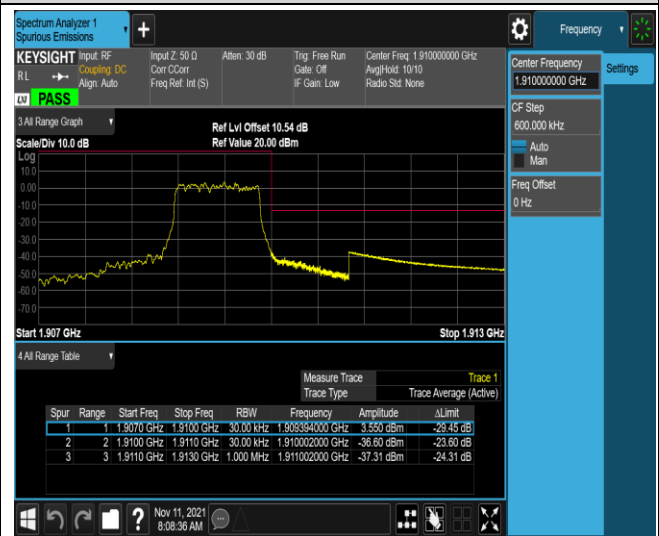 Spectrum Analyzer 1
Spurious Emissions
Frequency
KEYSIGHT Input: RF Input Z: 50 Ω Atten: 30 dB Trig: Free Run Center Freq: 1.910000000 GHz
RL Coupling: DC Corr CCorr Gate: Off Avg|Hold: 10/10
Align: Auto Freq Ref: Int (S) IF Gain: Low Radio Std: None
LXI PASS
Center Frequency
1.910000000 GHz
Settings
CF Step
600.000 kHz
Auto
Man
Freq Offset
0 Hz
3 All Range Graph
Ref Lvl Offset 10.54 dB
Scale/Div 10.0 dB Ref Value 20.00 dBm
Log
10.0
0.00
-10.0
-20.0
-30.0
-40.0
-50.0
-60.0
-70.0
Start 1.907 GHz Stop 1.913 GHz
4 All Range Table
Measure Trace Trace 1
Trace Type Trace Average (Active)
Spur Range Start Freq Stop Freq RBW Frequency Amplitude ΔLimit
1 1 1.9070 GHz 1.9100 GHz 30.00 kHz 1.909394000 GHz 3.550 dBm -29.45 dB
2 2 1.9100 GHz 1.9110 GHz 30.00 kHz 1.910002000 GHz -36.60 dBm -23.60 dB
3 3 1.9110 GHz 1.9130 GHz 1.000 MHz 1.911002000 GHz -37.31 dBm -24.31 dB
Nov 11, 2021
8:08:36 AM